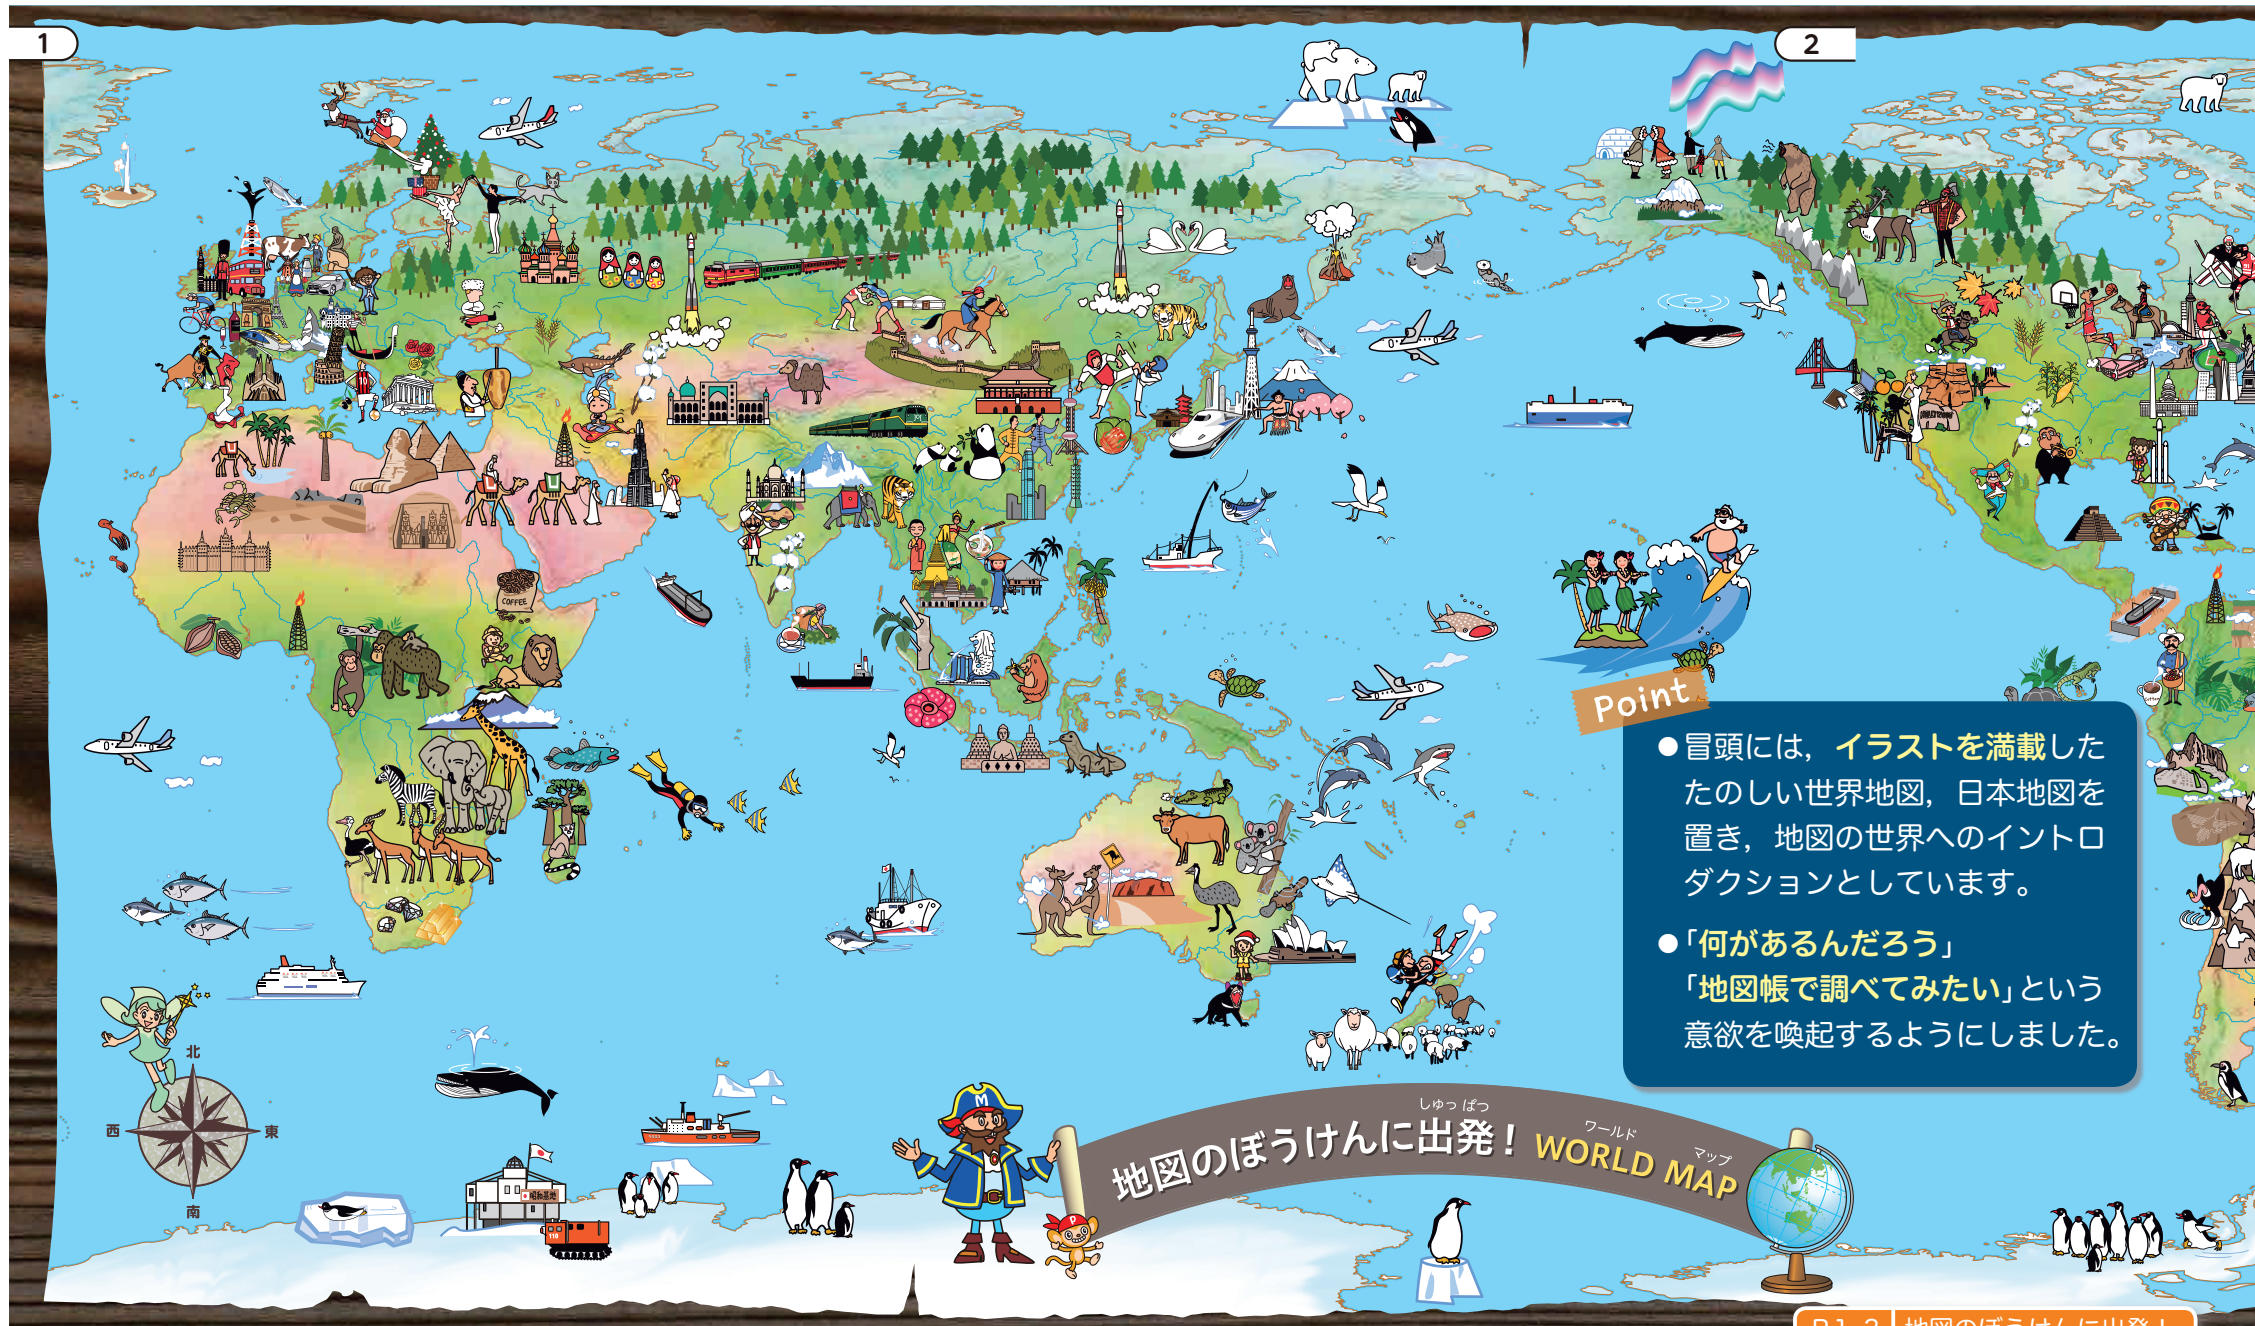 1
2
Point
●冒頭には，イラストを満載した
たのしい世界地図，日本地図を
置き，地図の世界へのイントロ
ダクションとしています。
●「何があるんだろう」
「地図帳で調べてみたい」という
意欲を喚起するようにしました。
COFFEE
北
西
東
南
昭和基地
110
M
P
しゅっ ぱつ
ワールド
マップ
地図のぼうけんに出発！ WORLD MAP